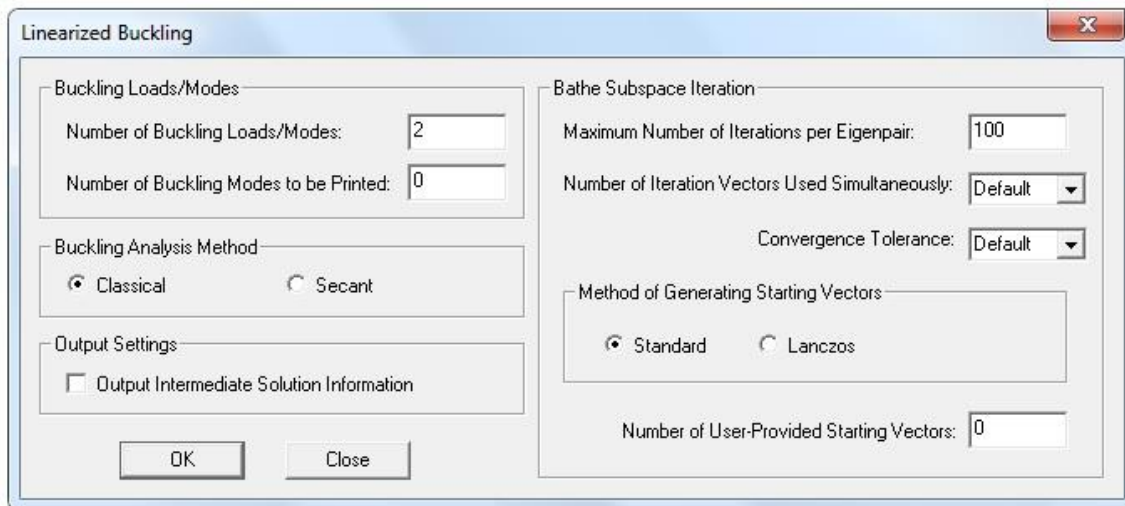 Linearized Buckling
Buckling Loads/Modes
Number of Buckling Loads/Modes: 2
Number of Buckling Modes to be Printed: 0
Buckling Analysis Method
Classical Secant
Output Settings
Output Intermediate Solution Information
OK Close
Bathe Subspace Iteration
Maximum Number of Iterations per Eigenpair: 100
Number of Iteration Vectors Used Simultaneously: Default
Convergence Tolerance: Default
Method of Generating Starting Vectors
Standard Lanczos
Number of User-Provided Starting Vectors: 0